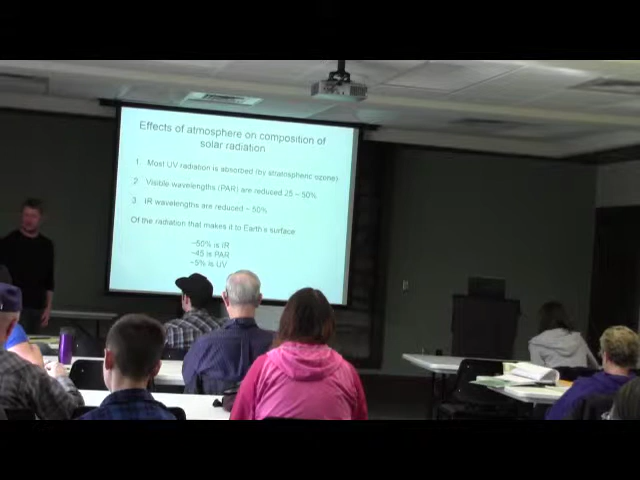 Effects of atmosphere on composition of
solar radiation
1. Most UV radiation is absorbed (by stratospheric ozone)
2. Visible wavelengths (PAR) are reduced 25 – 50%
3. IR wavelengths are reduced ~ 50%
Of the radiation that makes it to Earth's surface
~50% is IR
~45 is PAR
~5% is UV